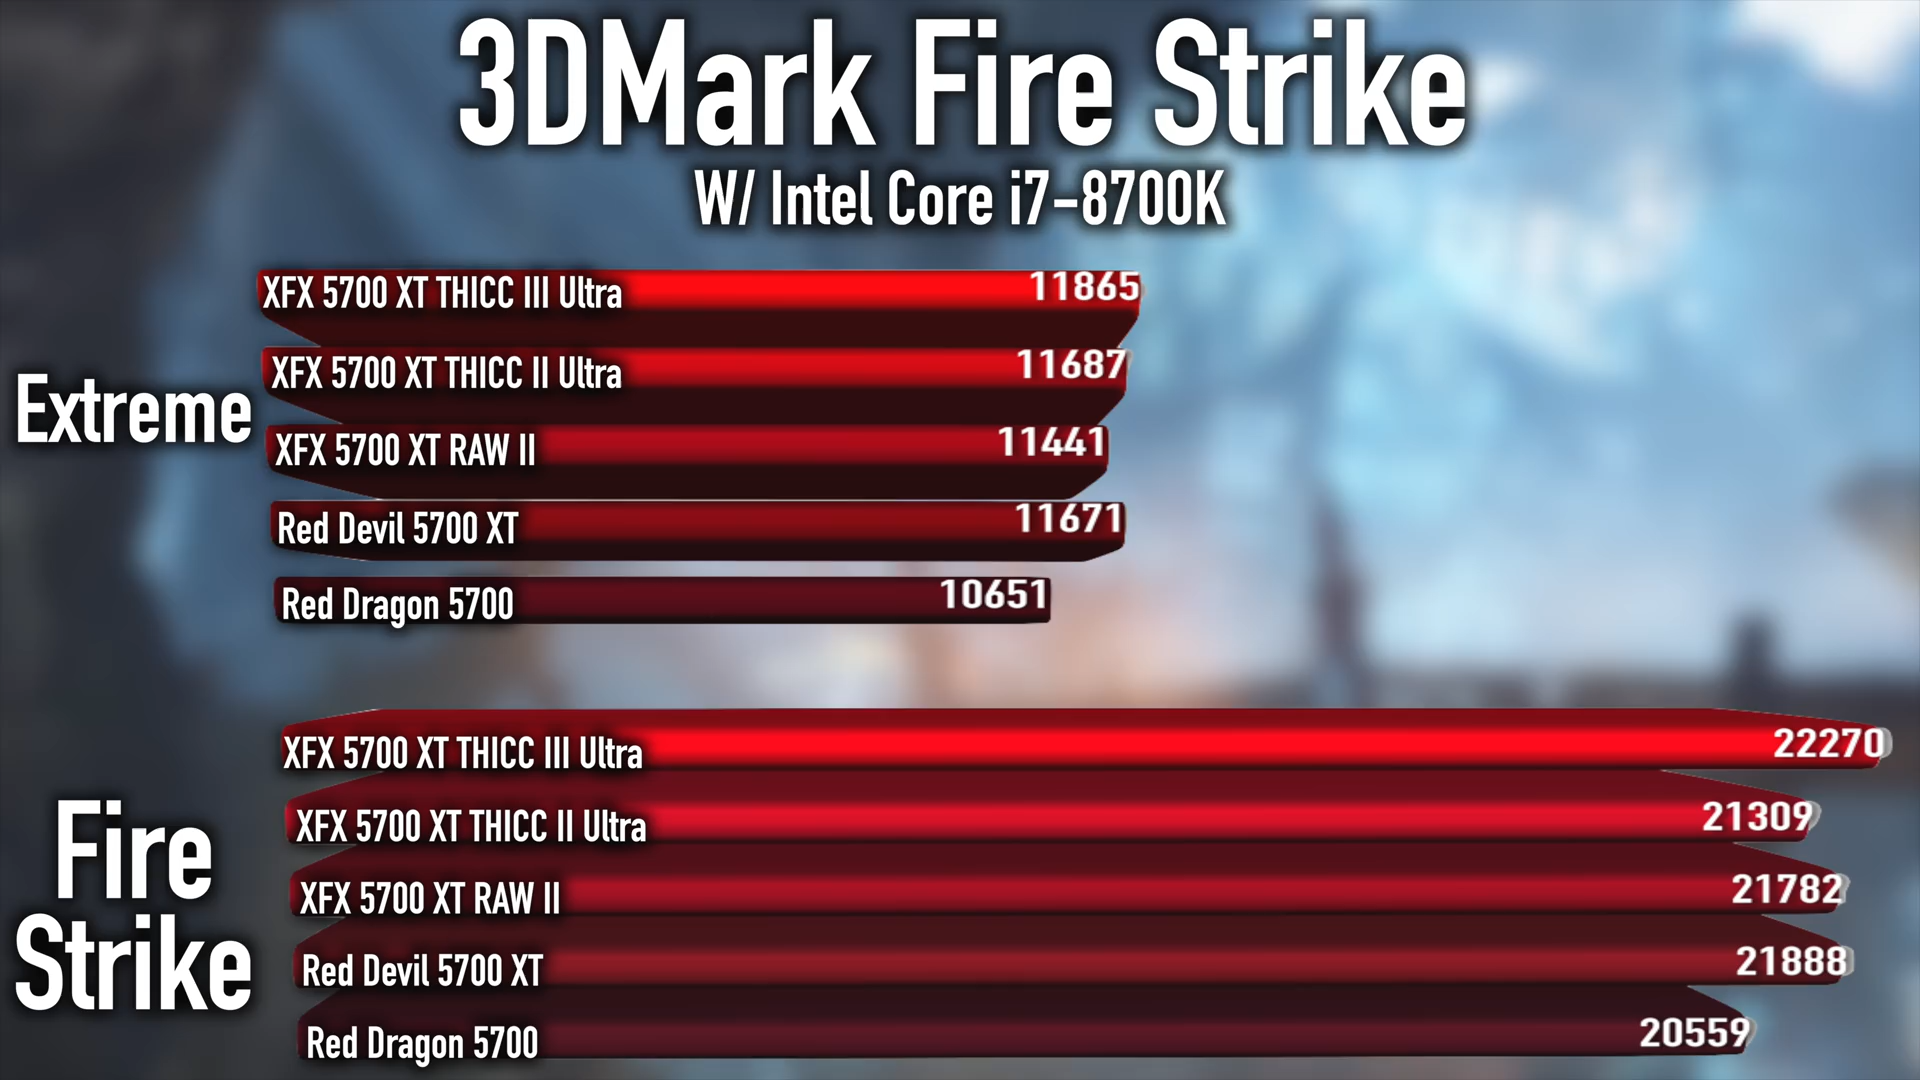 3DMark Fire Strike
W/ Intel Core i7-8700K
Extreme
XFX 5700 XT THICC III Ultra 11865
XFX 5700 XT THICC II Ultra 11687
XFX 5700 XT RAW II 11441
Red Devil 5700 XT 11671
Red Dragon 5700 10651
Fire
Strike
XFX 5700 XT THICC III Ultra 22270
XFX 5700 XT THICC II Ultra 21309
XFX 5700 XT RAW II 21782
Red Devil 5700 XT 21888
Red Dragon 5700 20559